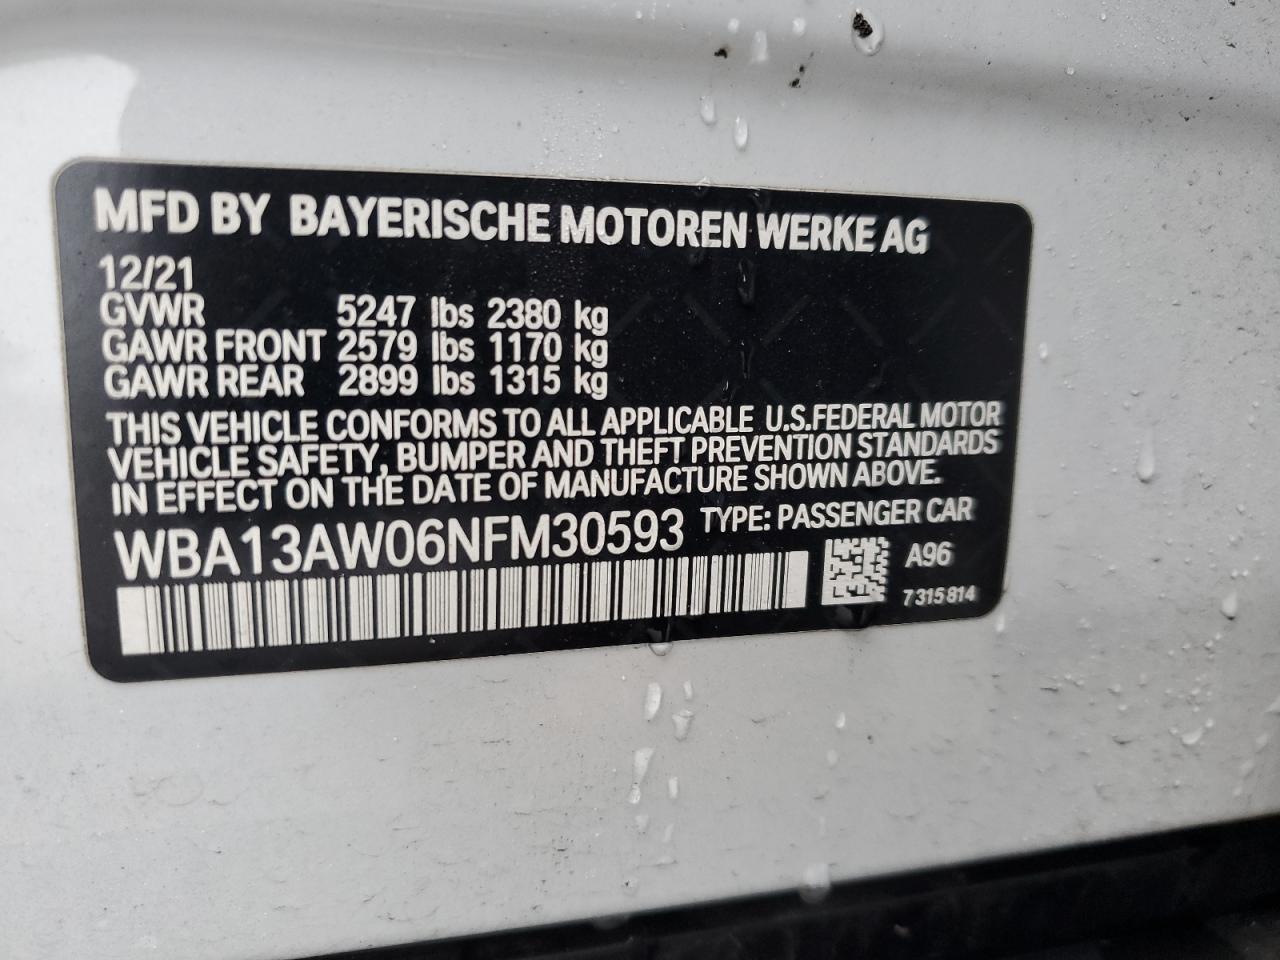 MFD BY BAYERISCHE MOTOREN WERKE AG
12/21
GVWR 5247 lbs 2380 kg
GAWR FRONT 2579 lbs 1170 kg
GAWR REAR 2899 lbs 1315 kg
THIS VEHICLE CONFORMS TO ALL APPLICABLE U.S.FEDERAL MOTOR
VEHICLE SAFETY, BUMPER AND THEFT PREVENTION STANDARDS
IN EFFECT ON THE DATE OF MANUFACTURE SHOWN ABOVE.
WBA13AW06NFM30593 TYPE: PASSENGER CAR
A96
7 315 814